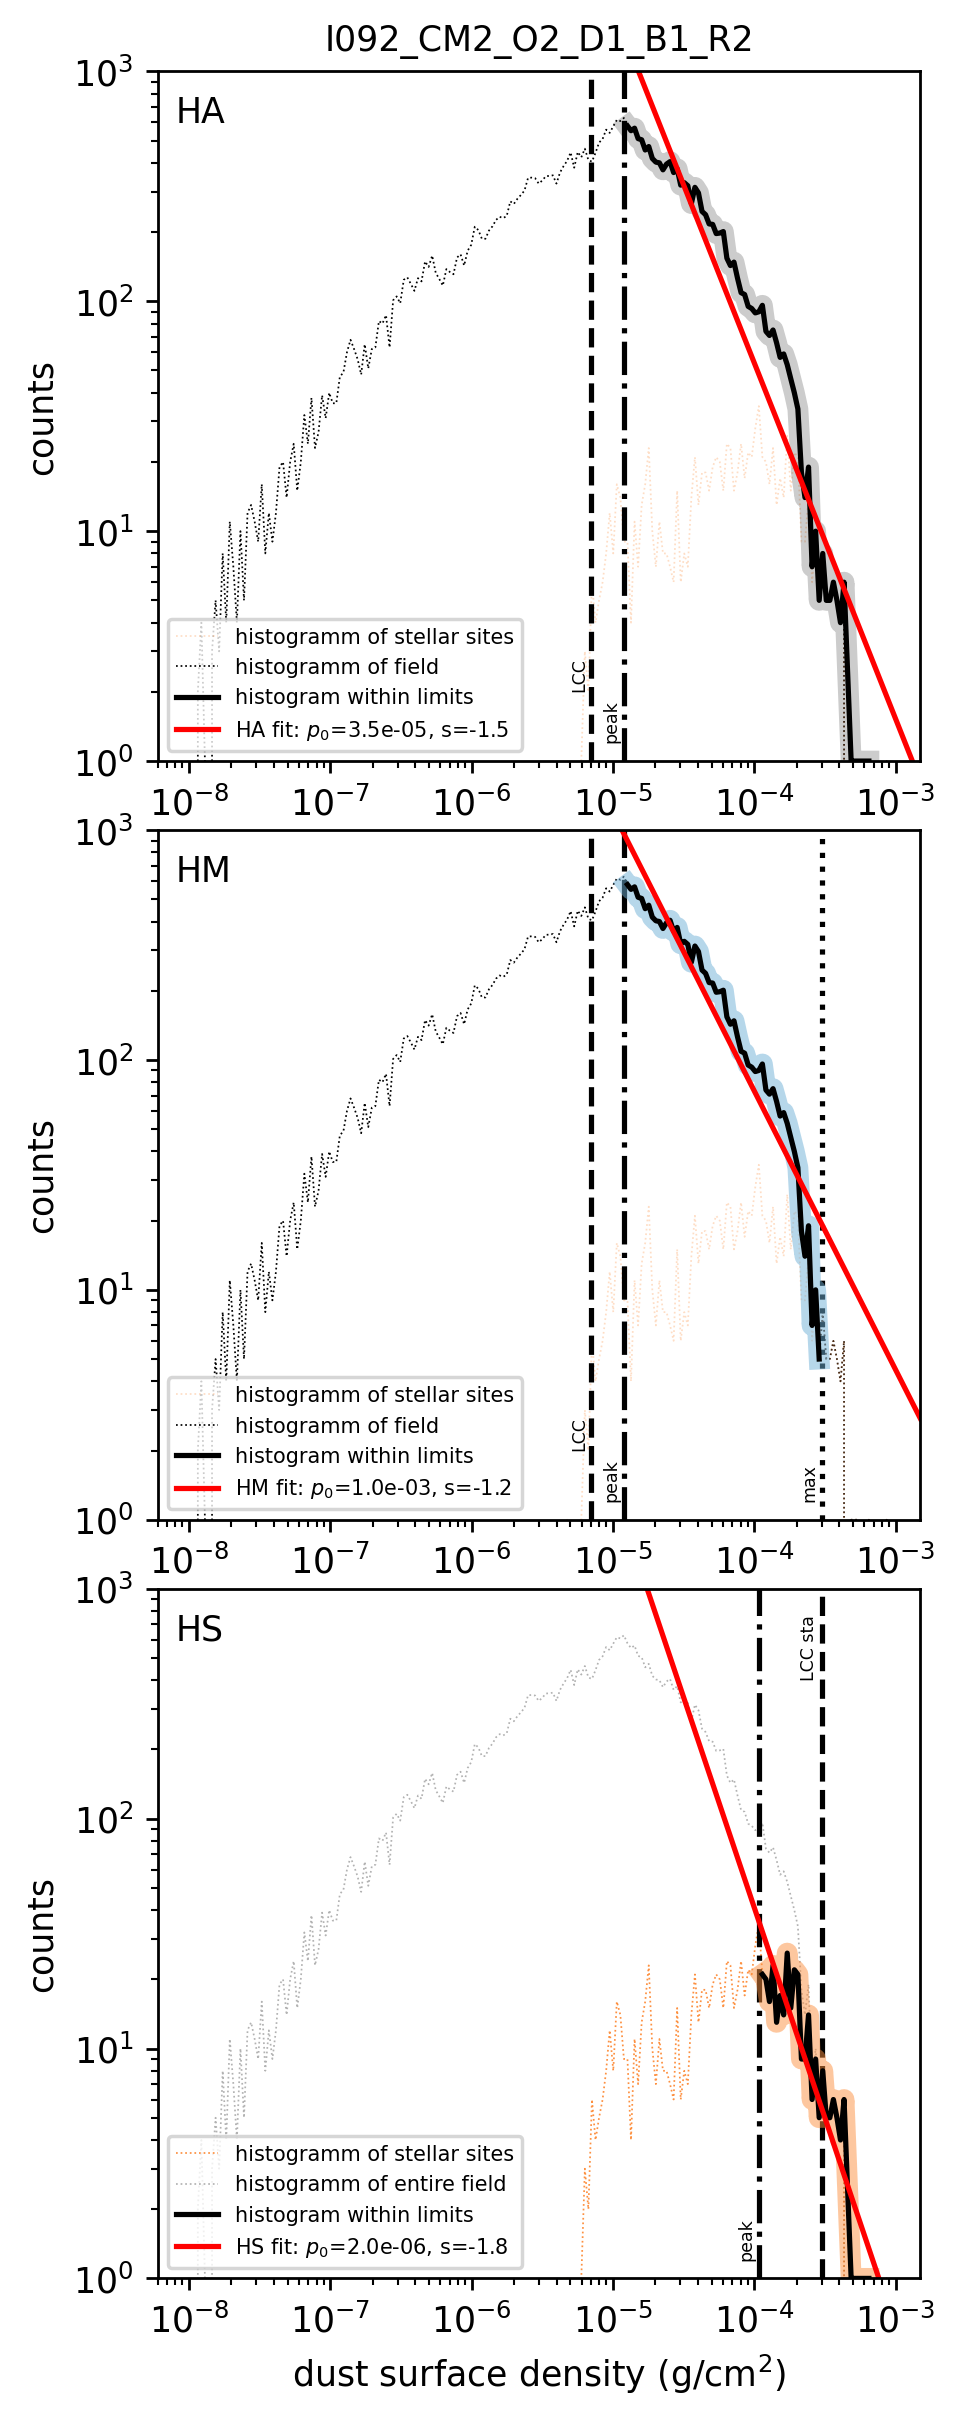 I092_CM2_O2_D1_B1_R2
10³
HA
10²
counts
10¹
LCC
peak
histogramm of stellar sites
histogramm of field
histogram within limits
HA fit: p₀=3.5e-05, s=-1.5
10⁰
10⁻⁸ 10⁻⁷ 10⁻⁶ 10⁻⁵ 10⁻⁴ 10⁻³
10³
HM
10²
counts
10¹
LCC
peak
max
histogramm of stellar sites
histogramm of field
histogram within limits
HM fit: p₀=1.0e-03, s=-1.2
10⁰
10⁻⁸ 10⁻⁷ 10⁻⁶ 10⁻⁵ 10⁻⁴ 10⁻³
10³
HS
LCC sta
10²
counts
10¹
peak
histogramm of stellar sites
histogramm of entire field
histogram within limits
HS fit: p₀=2.0e-06, s=-1.8
10⁰
10⁻⁸ 10⁻⁷ 10⁻⁶ 10⁻⁵ 10⁻⁴ 10⁻³
dust surface density (g/cm²)